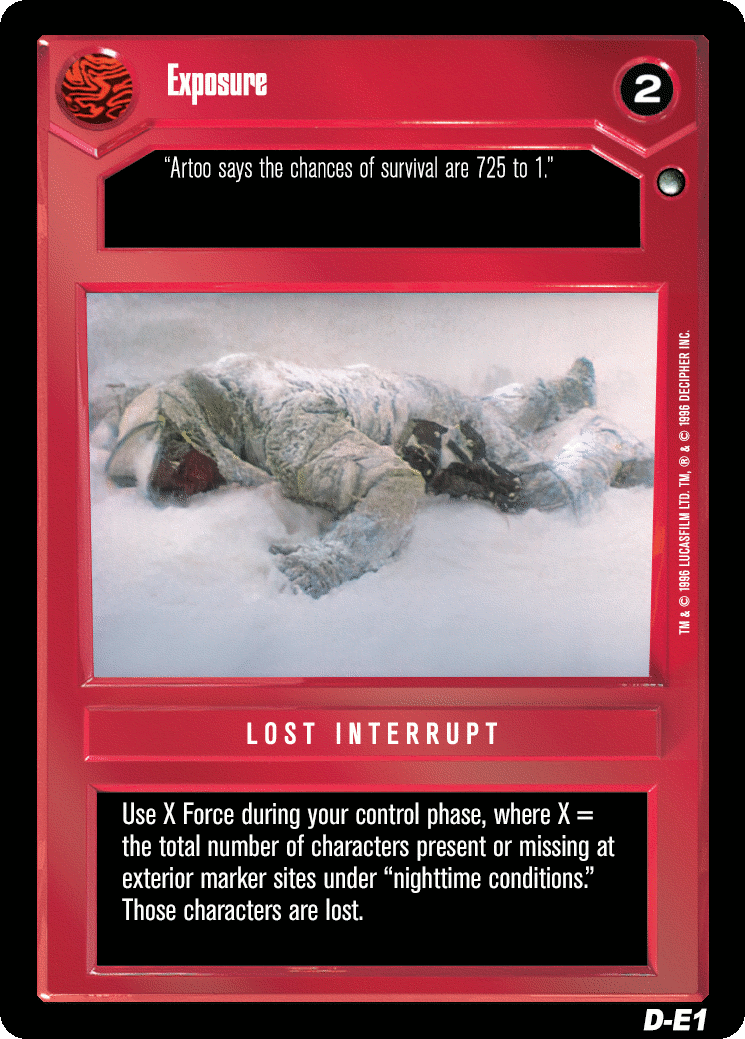 Exposure
2
“Artoo says the chances of survival are 725 to 1.”
TM & © 1996 LUCASFILM LTD. TM, ® & © 1996 DECIPHER INC.
LOST INTERRUPT
Use X Force during your control phase, where X =
the total number of characters present or missing at
exterior marker sites under “nighttime conditions.”
Those characters are lost.
D-E1